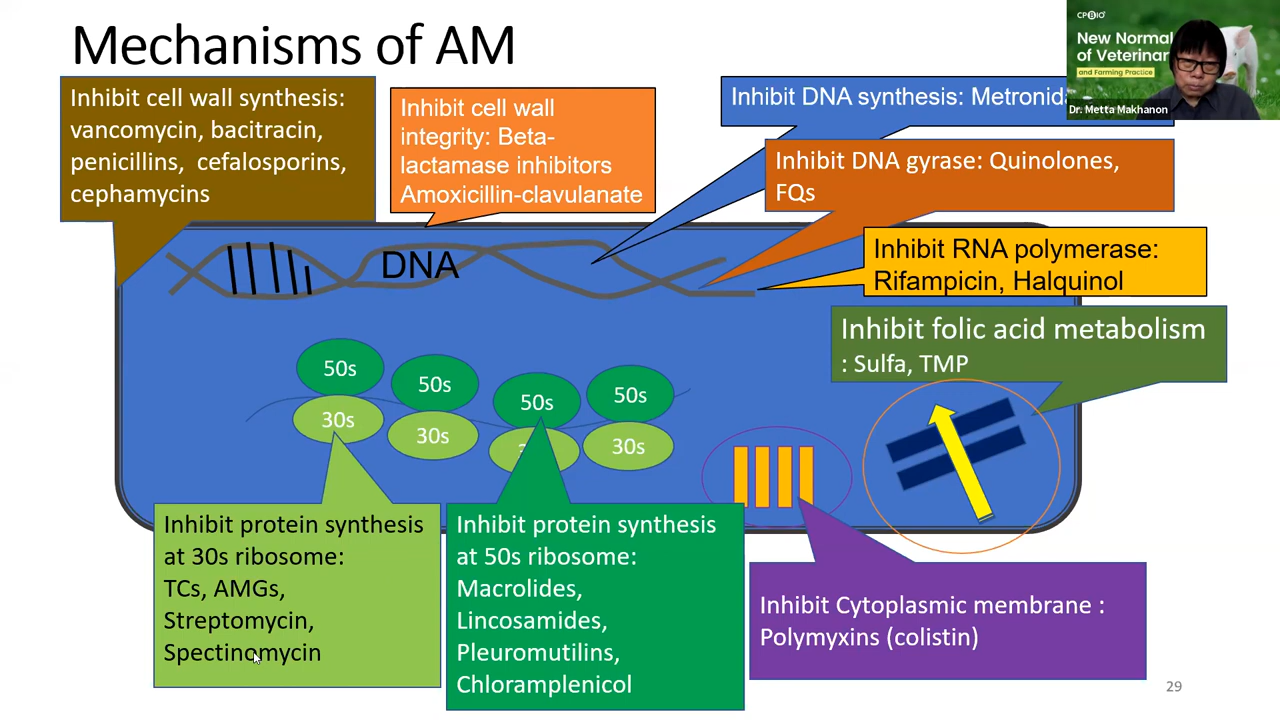 Mechanisms of AM
CPBIO
New Normal
of Veterinar
and Farming Practice
Dr. Metta Makhanon
Inhibit cell wall synthesis:
vancomycin, bacitracin,
penicillins, cefalosporins,
cephamycins
Inhibit cell wall
integrity: Beta-
lactamase inhibitors
Amoxicillin-clavulanate
Inhibit DNA synthesis: Metronid
Inhibit DNA gyrase: Quinolones,
FQs
Inhibit RNA polymerase:
Rifampicin, Halquinol
DNA
Inhibit folic acid metabolism
: Sulfa, TMP
50s
50s
50s
50s
30s
30s
30s
Inhibit protein synthesis
at 30s ribosome:
TCs, AMGs,
Streptomycin,
Spectinomycin
Inhibit protein synthesis
at 50s ribosome:
Macrolides,
Lincosamides,
Pleuromutilins,
Chloramplenicol
Inhibit Cytoplasmic membrane :
Polymyxins (colistin)
29